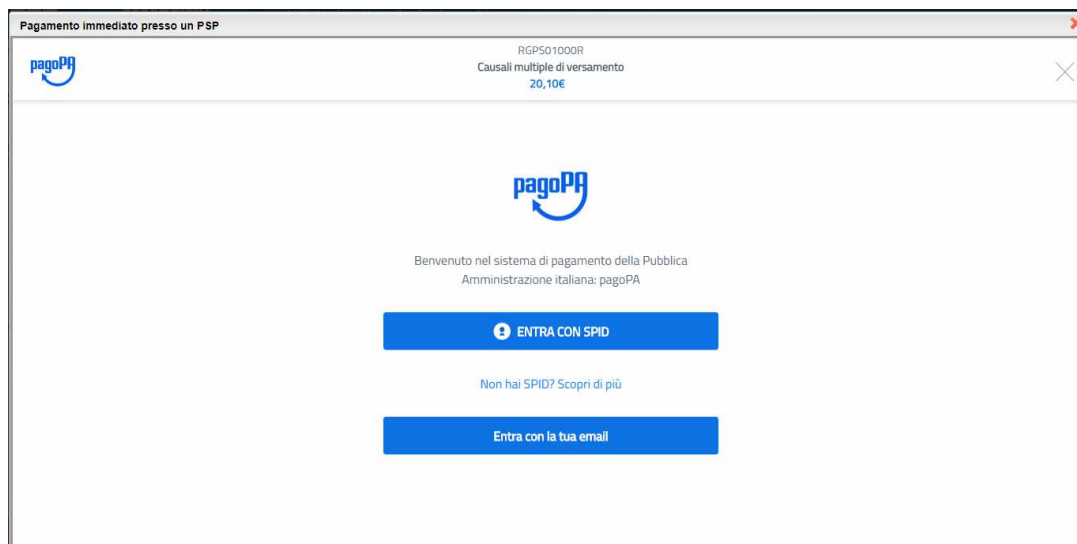 Pagamento immediato presso un PSP
pagoPA
RGPS01000R
Causali multiple di versamento
20,10€
pagoPA
Benvenuto nel sistema di pagamento della Pubblica
Amministrazione italiana: pagoPA
ENTRA CON SPID
Non hai SPID? Scopri di più
Entra con la tua email